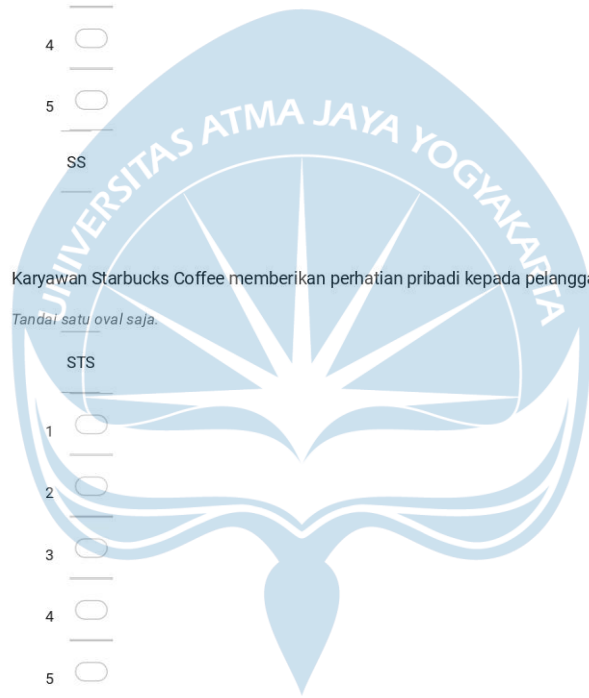 4
5
SS
UNIVERSITAS ATMA JAYA YOGYAKARTA
Karyawan Starbucks Coffee memberikan perhatian pribadi kepada
Tandai satu oval saja.
STS
1
2
3
4
5